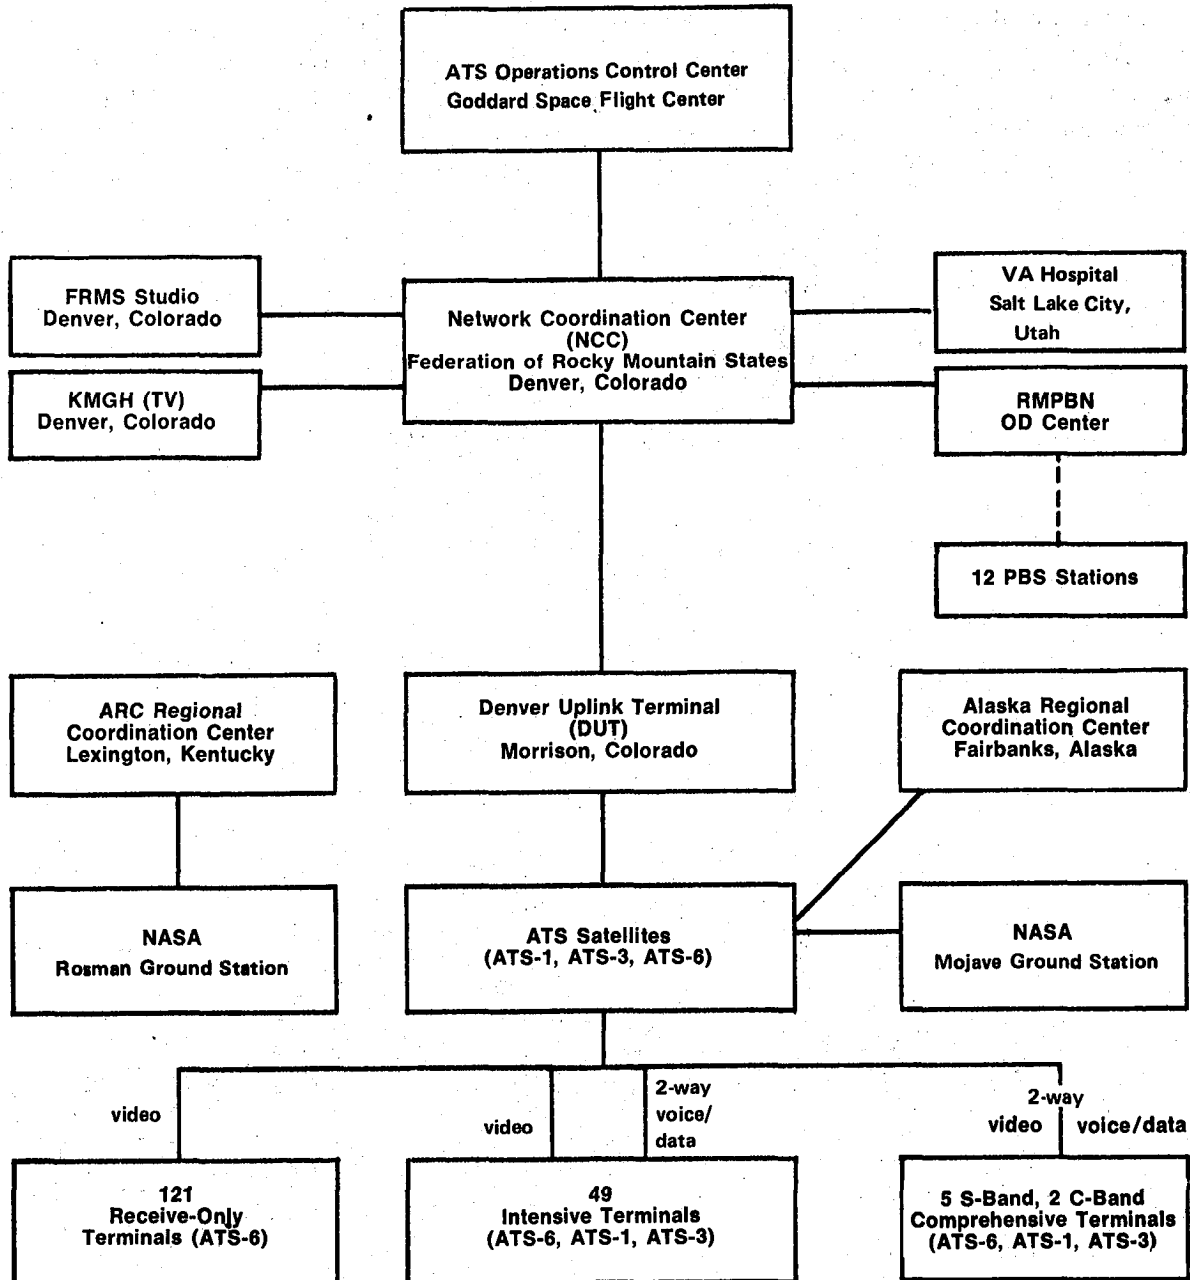 ATS Operations Control Center
Goddard Space Flight Center
FRMS Studio
Denver, Colorado
Network Coordination Center
(NCC)
Federation of Rocky Mountain States
Denver, Colorado
VA Hospital
Salt Lake City,
Utah
KMGH (TV)
Denver, Colorado
RMPBN
OD Center
12 PBS Stations
ARC Regional
Coordination Center
Lexington, Kentucky
Denver Uplink Terminal
(DUT)
Morrison, Colorado
Alaska Regional
Coordination Center
Fairbanks, Alaska
NASA
Rosman Ground Station
ATS Satellites
(ATS-1, ATS-3, ATS-6)
NASA
Mojave Ground Station
video
video
2-way
voice/
data
2-way
video voice/data
121
Receive-Only
Terminals (ATS-6)
49
Intensive Terminals
(ATS-6, ATS-1, ATS-3)
5 S-Band, 2 C-Band
Comprehensive Terminals
(ATS-6, ATS-1, ATS-3)